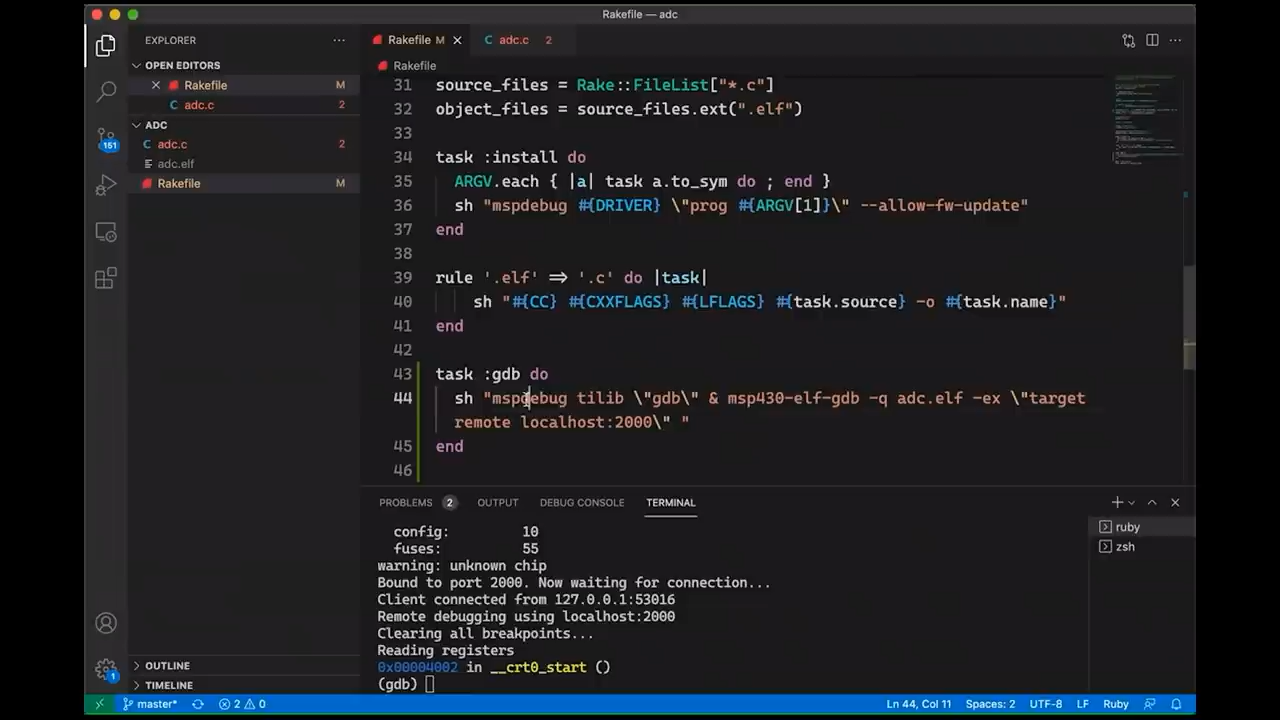 Rakefile — adc
EXPLORER
OPEN EDITORS
Rakefile M
adc.c 2
ADC
adc.c 2
adc.elf
Rakefile M
151
1
OUTLINE
TIMELINE
Rakefile M
adc.c 2
Rakefile
31 source_files = Rake::FileList["*.c"]
32 object_files = source_files.ext(".elf")
33
34 task :install do
35 ARGV.each { |a| task a.to_sym do ; end }
36 sh "mspdebug #{DRIVER} \"prog #{ARGV[1]}\" --allow-fw-update"
37 end
38
39 rule '.elf' => '.c' do |task|
40 sh "#{CC} #{CXXFLAGS} #{LFLAGS} #{task.source} -o #{task.name}"
41 end
42
43 task :gdb do
44 sh "mspdebug tilib \"gdb\" & msp430-elf-gdb -q adc.elf -ex \"target
remote localhost:2000\" "
45 end
46
PROBLEMS 2 OUTPUT DEBUG CONSOLE TERMINAL
config: 10
fuses: 55
warning: unknown chip
Bound to port 2000. Now waiting for connection...
Client connected from 127.0.0.1:53016
Remote debugging using localhost:2000
Clearing all breakpoints...
Reading registers
0x00004002 in __crt0_start ()
(gdb)
ruby
zsh
master* 2 0 Ln 44, Col 11 Spaces: 2 UTF-8 LF Ruby